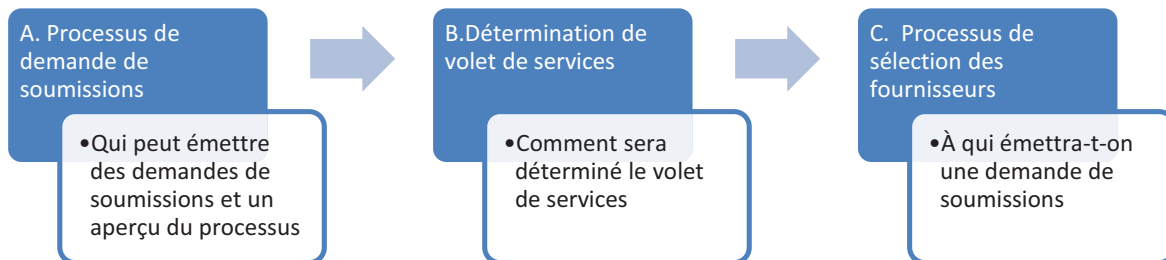 A. Processus de
demande de
soumissions
•Qui peut émettre
des demandes de
soumissions et un
aperçu du processus
B.Détermination de
volet de services
•Comment sera
déterminé le volet
de services
C.  Processus de
sélection des
fournisseurs
•À qui émettra-t-on
une demande de
soumissions